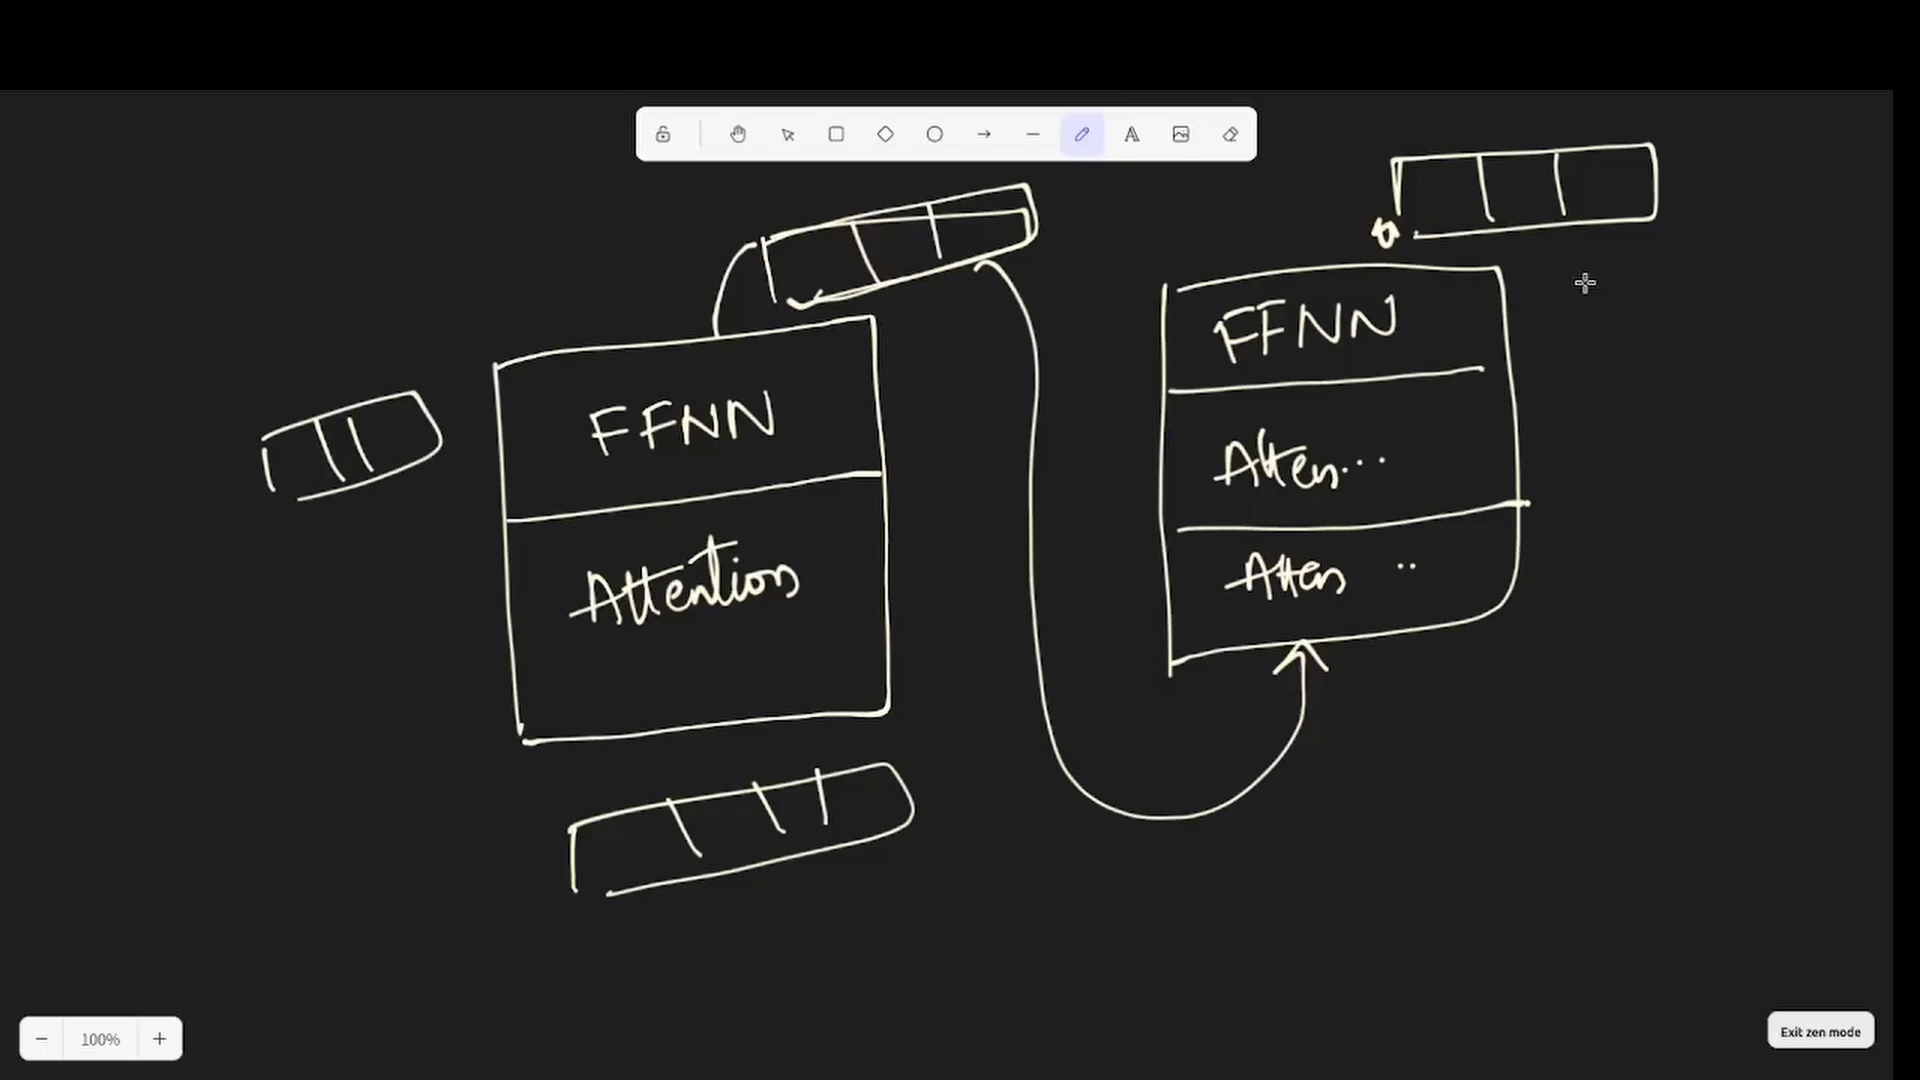 FFNN
Attention
FFNN
Atten...
Atten ..
100%
Exit zen mode